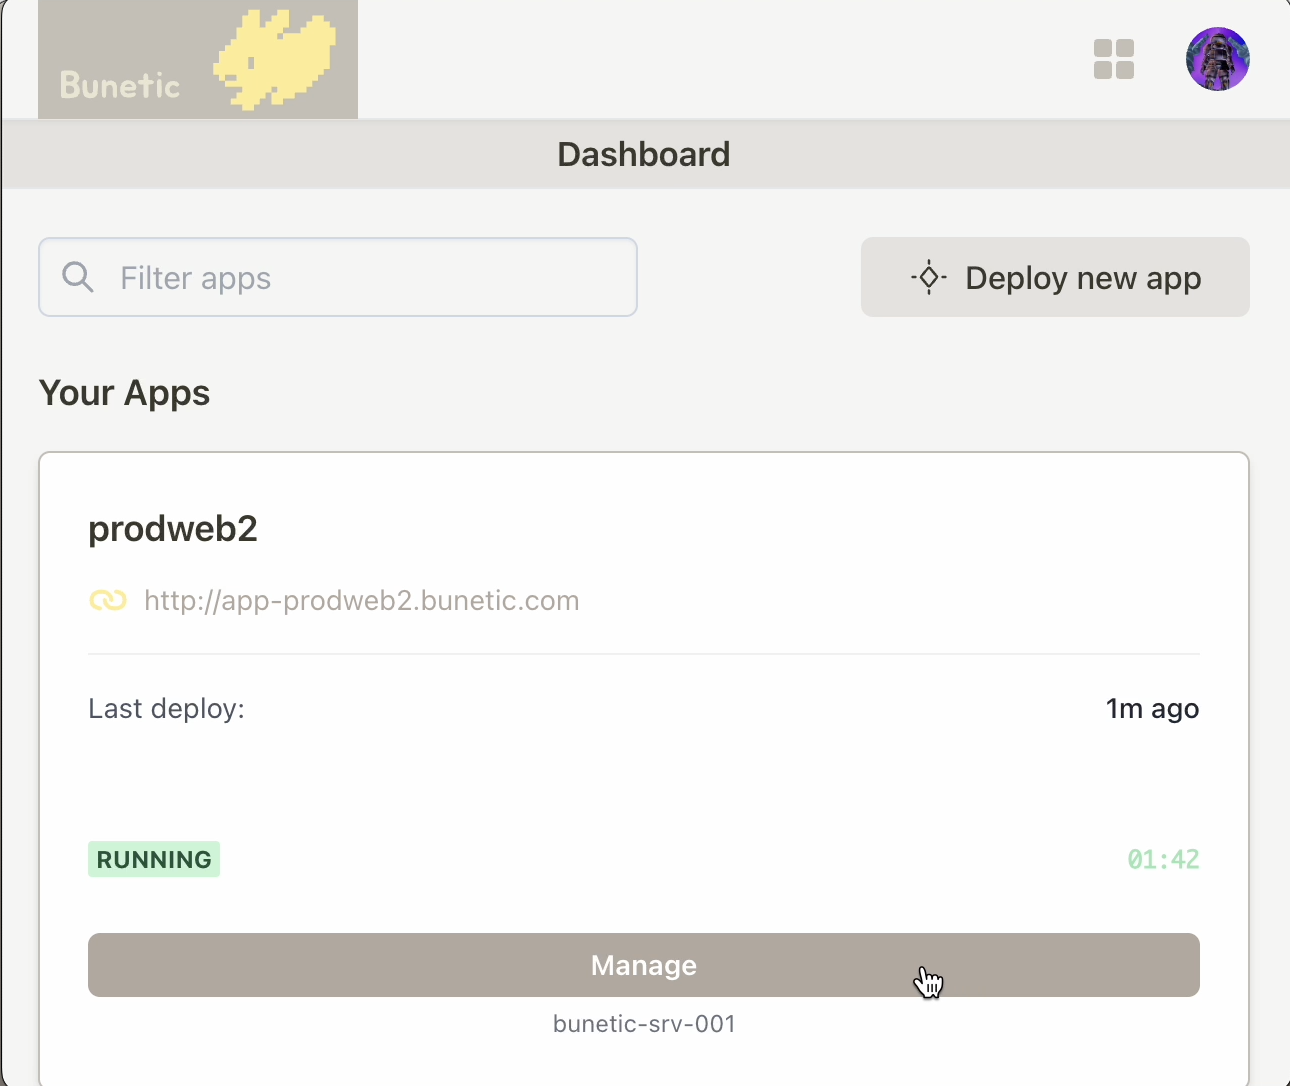 Bunetic
Dashboard
Filter apps
Deploy new app
Your Apps
prodweb2
http://app-prodweb2.bunetic.com
Last deploy:
1m ago
RUNNING
01:42
Manage
bunetic-srv-001